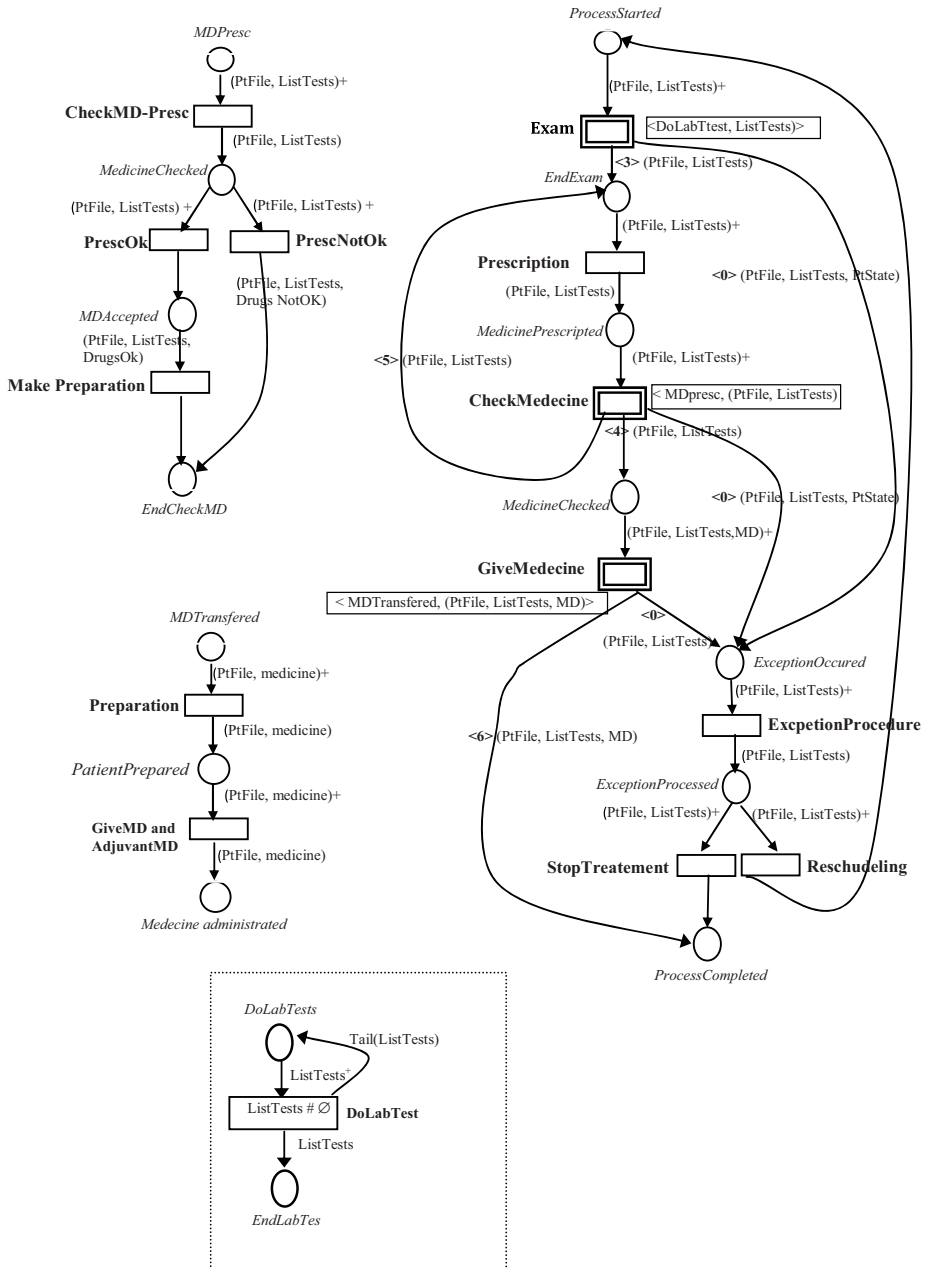 MDPresc
(PtFile, ListTests)+
CheckMD-Presc
(PtFile, ListTests)
MedicineChecked
(PtFile, ListTests) +
(PtFile, ListTests) +
PrescOk
PrescNotOk
(PtFile, ListTests,
Drugs NotOK)
MDAccepted
(PtFile, ListTests,
DrugsOk)
Make Preparation
EndCheckMD
ProcessStarted
(PtFile, ListTests)+
Exam
<DoLabTtest, ListTests)>
<3> (PtFile, ListTests)
EndExam
(PtFile, ListTests)+
Prescription
<0> (PtFile, ListTests, PtState)
(PtFile, ListTests)
MedicinePrescripted
<5> (PtFile, ListTests)
(PtFile, ListTests)+
CheckMedecine
< MDpresc, (PtFile, ListTests)
<4> (PtFile, ListTests)
MedicineChecked
<0> (PtFile, ListTests, PtState)
(PtFile, ListTests,MD)+
GiveMedecine
< MDTransfered, (PtFile, ListTests, MD)>
<0>
(PtFile, ListTests)
ExceptionOccured
(PtFile, ListTests)+
ExcpetionProcedure
<6> (PtFile, ListTests, MD)
(PtFile, ListTests)
ExceptionProcessed
(PtFile, ListTests)+
(PtFile, ListTests)+
StopTreatement
Reschudeling
ProcessCompleted
MDTransfered
(PtFile, medicine)+
Preparation
(PtFile, medicine)
PatientPrepared
(PtFile, medicine)+
GiveMD and
AdjuvantMD
(PtFile, medicine)
Medecine administrated
DoLabTests
Tail(ListTests)
ListTests+
ListTests # ∅
DoLabTest
ListTests
EndLabTes